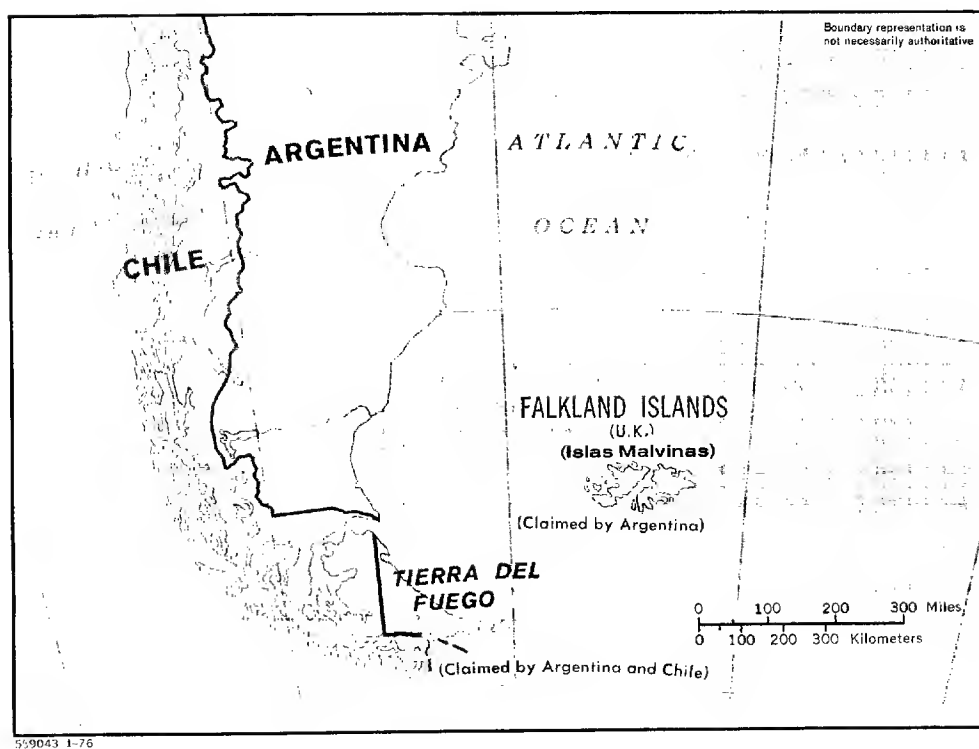 Boundary representation is
not necessarily authoritative
ARGENTINA
ATLANTIC
OCEAN
CHILE
FALKLAND ISLANDS
(U.K.)
(Islas Malvinas)
(Claimed by Argentina)
TIERRA DEL
FUEGO
0 100 200 300 Miles
0 100 200 300 Kilometers
(Claimed by Argentina and Chile)
559043 1-76